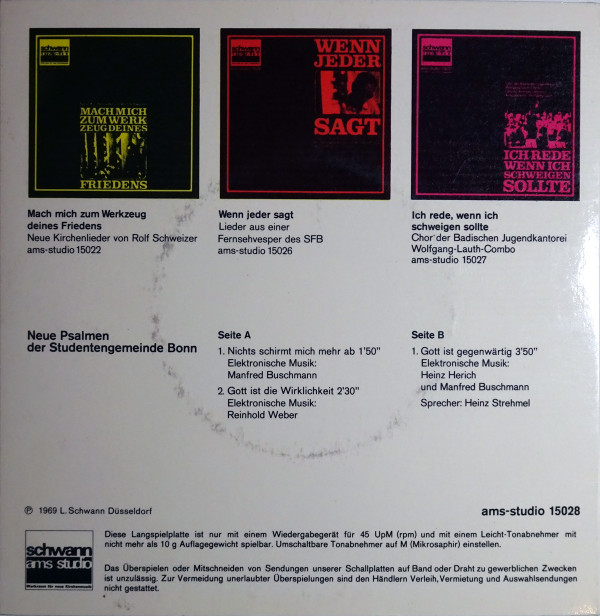 schwann
ams studio
MACH MICH
ZUM WERK
ZEUG DEINES
FRIEDENS
schwann
ams studio
WENN
JEDER
SAGT
schwann
ams studio
ICH REDE
WENN ICH
SCHWEIGEN
SOLLTE
Mach mich zum Werkzeug
deines Friedens
Neue Kirchenlieder von Rolf Schweizer
ams-studio 15022
Wenn jeder sagt
Lieder aus einer
Fernsehvesper des SFB
ams-studio 15026
Ich rede, wenn ich
schweigen sollte
Chor der Badischen Jugendkantorei
Wolfgang-Lauth-Combo
ams-studio 15027
Neue Psalmen
der Studentengemeinde Bonn
Seite A
1. Nichts schirmt mich mehr ab 1'50"
Elektronische Musik:
Manfred Buschmann
2. Gott ist die Wirklichkeit 2'30"
Elektronische Musik:
Reinhold Weber
Seite B
1. Gott ist gegenwärtig 3'50"
Elektronische Musik:
Heinz Herich
und Manfred Buschmann
Sprecher: Heinz Strehmel
℗ 1969 L. Schwann Düsseldorf
ams-studio 15028
schwann
ams studio
Diese Langspielplatte ist nur mit einem Wiedergabegerät für 45 UpM (rpm) und mit einem Leicht-Tonabnehmer mit
nicht mehr als 10 g Auflagegewicht spielbar. Umschaltbare Tonabnehmer auf M (Mikrosaphir) einstellen.
Das Überspielen oder Mitschneiden von Sendungen unserer Schallplatten auf Band oder Draht zu gewerblichen Zwecken
ist unzulässig. Zur Vermeidung unerlaubter Überspielungen sind den Händlern Verleih, Vermietung und Auswahlsendungen
nicht gestattet.